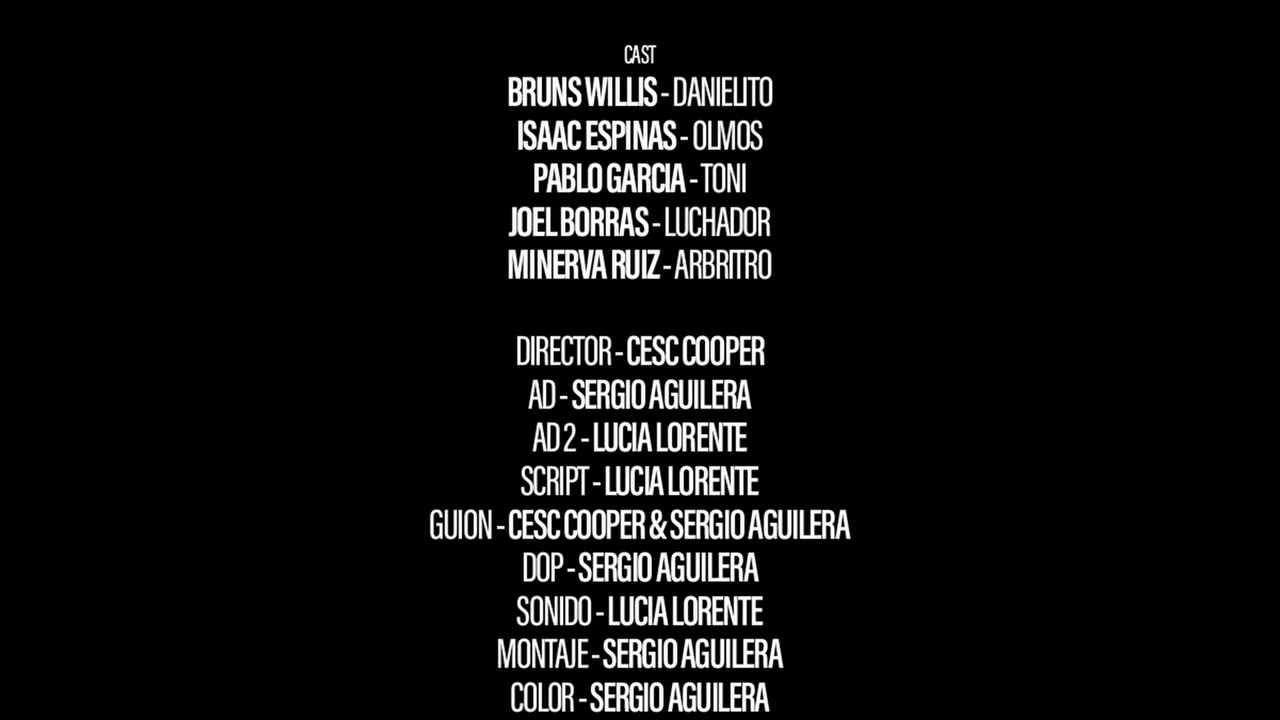 CAST
BRUNS WILLIS - DANIELITO
ISAAC ESPINAS - OLMOS
PABLO GARCIA - TONI
JOEL BORRAS - LUCHADOR
MINERVA RUIZ - ARBRITRO
DIRECTOR - CESC COOPER
AD - SERGIO AGUILERA
AD 2 - LUCIA LORENTE
SCRIPT - LUCIA LORENTE
GUION - CESC COOPER & SERGIO AGUILERA
DOP - SERGIO AGUILERA
SONIDO - LUCIA LORENTE
MONTAJE - SERGIO AGUILERA
COLOR - SERGIO AGUILERA